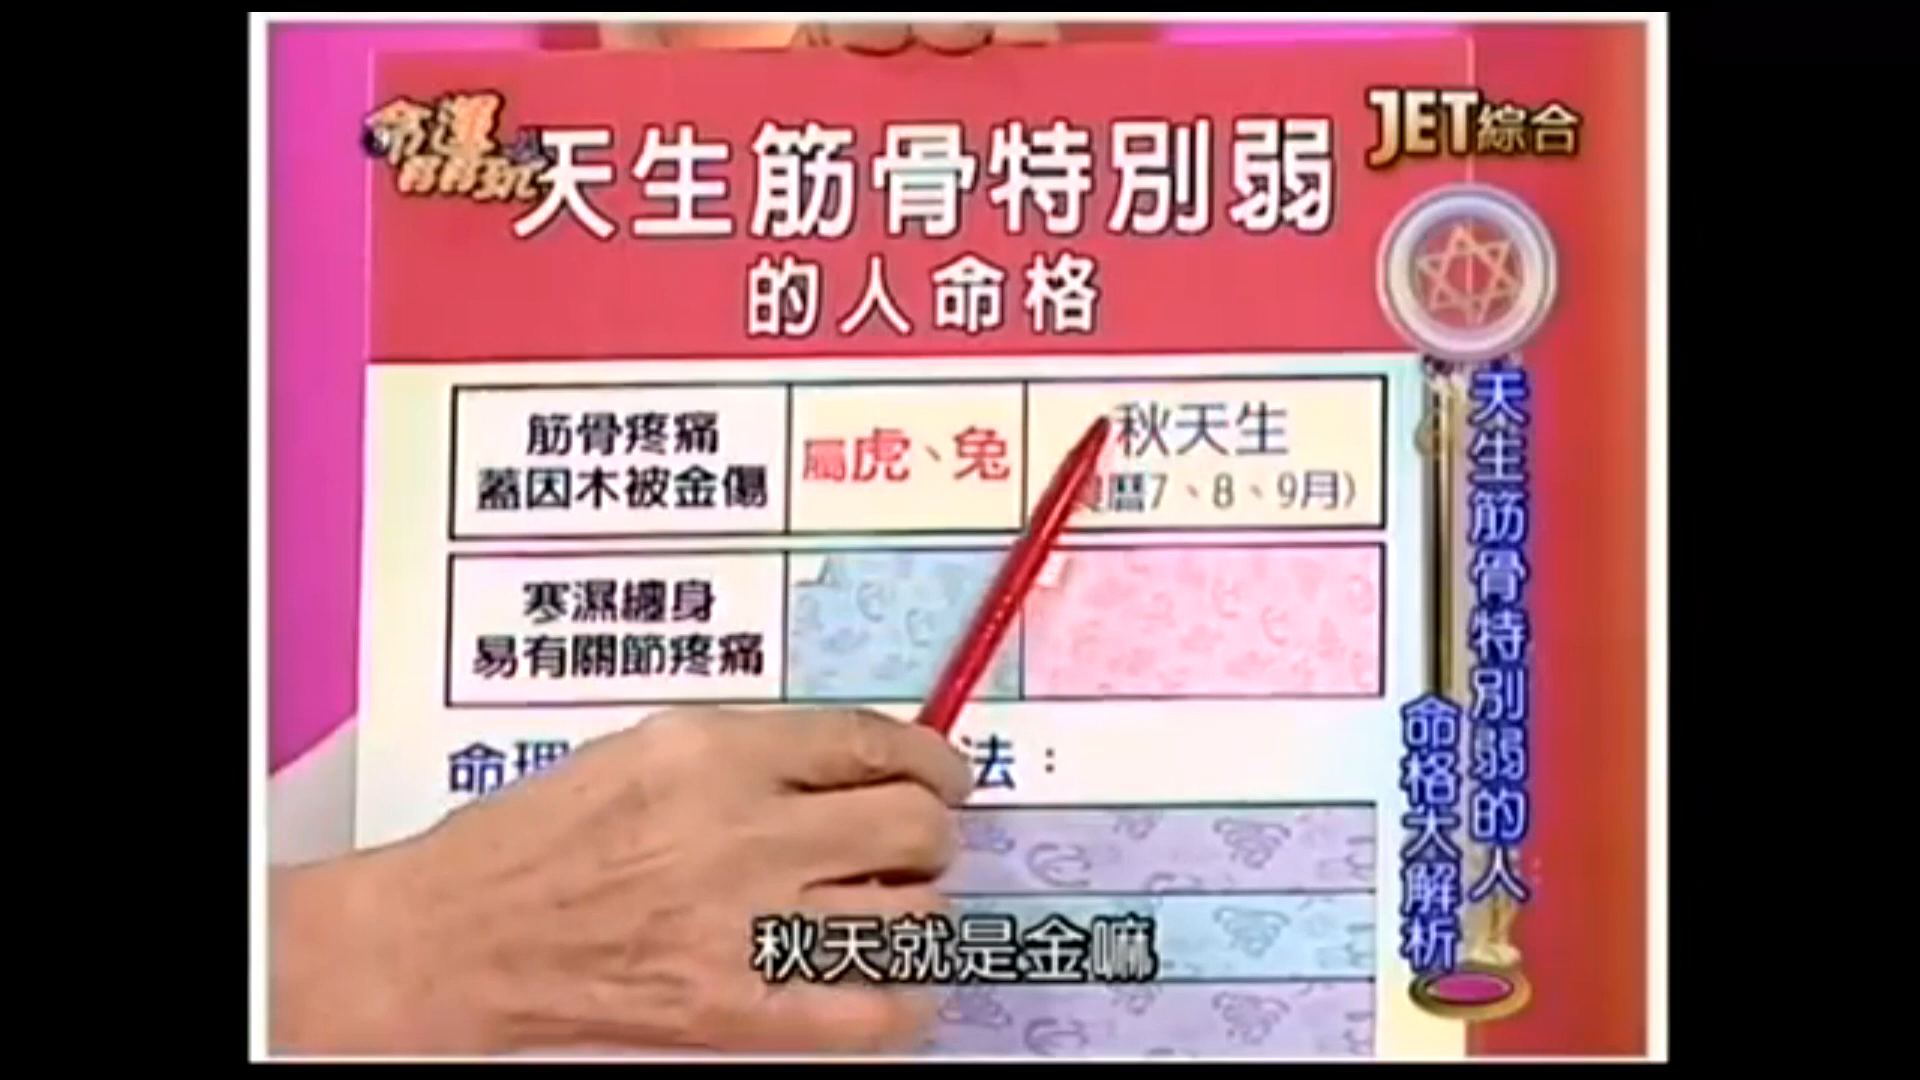 命運好好玩
JET綜合
天生筋骨特別弱
的人命格
筋骨疼痛
蓋因木被金傷
屬虎、兔
秋天生
曆7、8、9月)
寒濕纏身
易有關節疼痛
命理
法：
天生筋骨特別弱的人
命格大解析
秋天就是金嘛